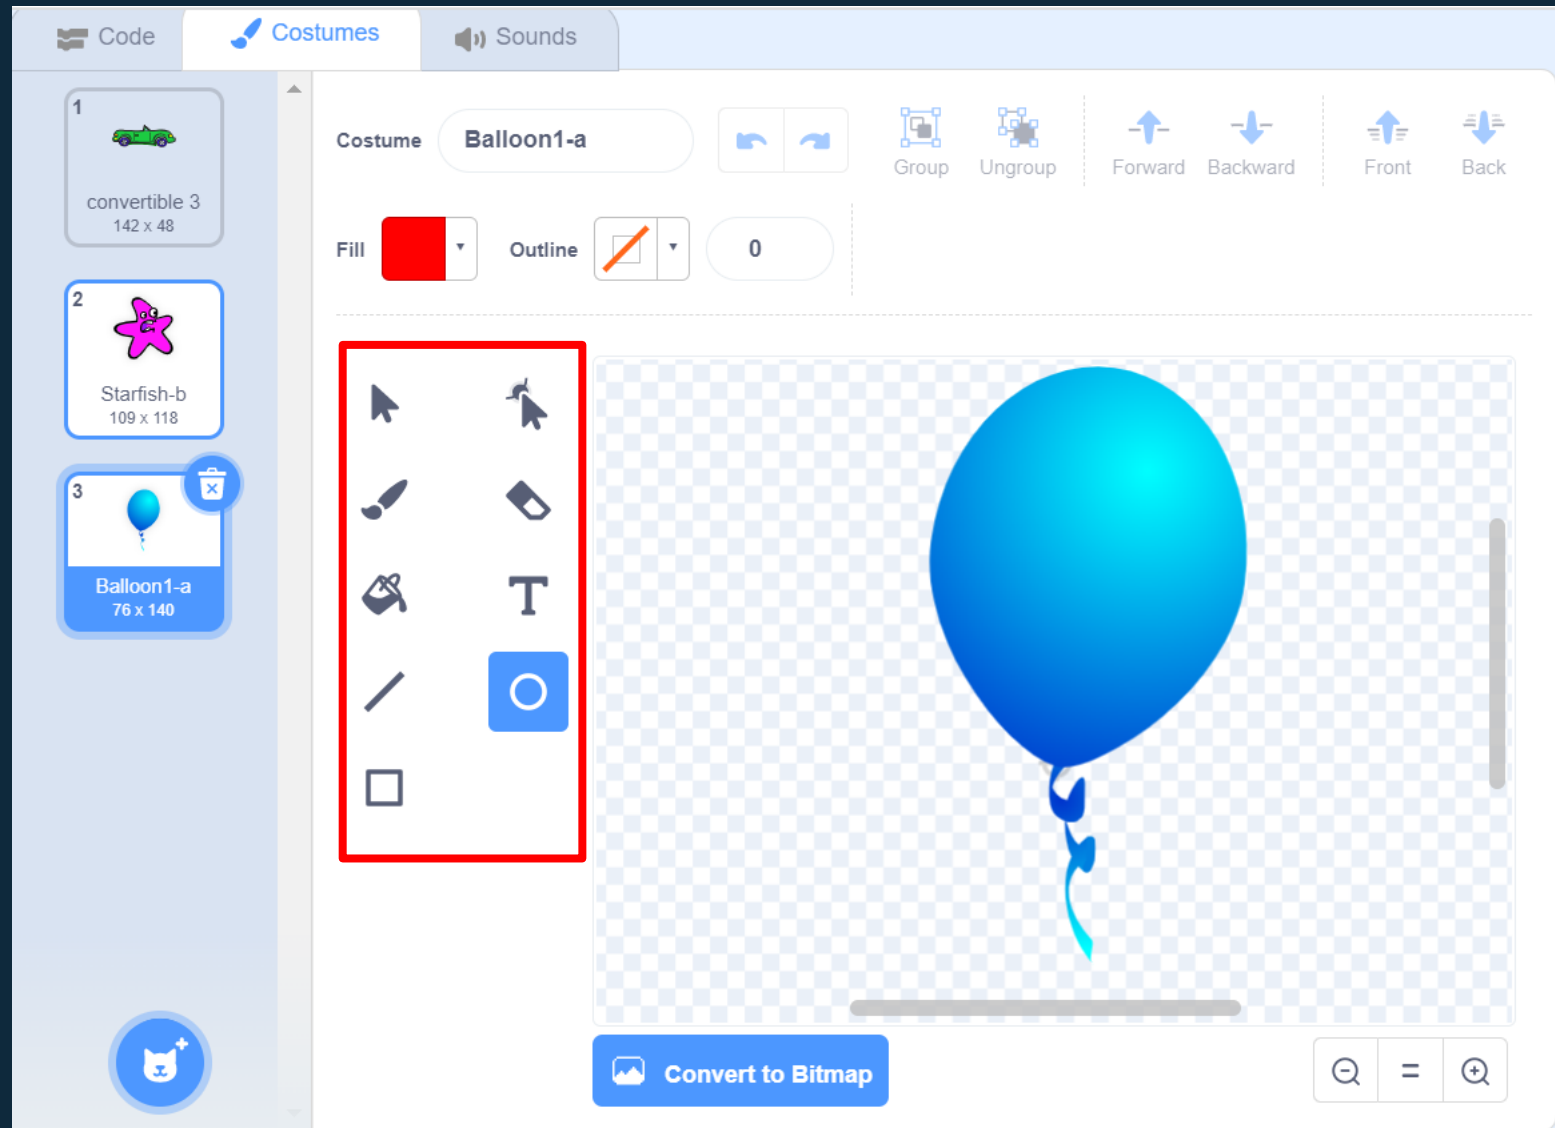 Code
Costumes
Sounds
1
convertible 3
142 x 48
2
Starfish-b
109 x 118
3
Balloon1-a
76 x 140
Costume
Balloon1-a
Group
Ungroup
Forward
Backward
Front
Back
Fill
Outline
0
T
Convert to Bitmap
=